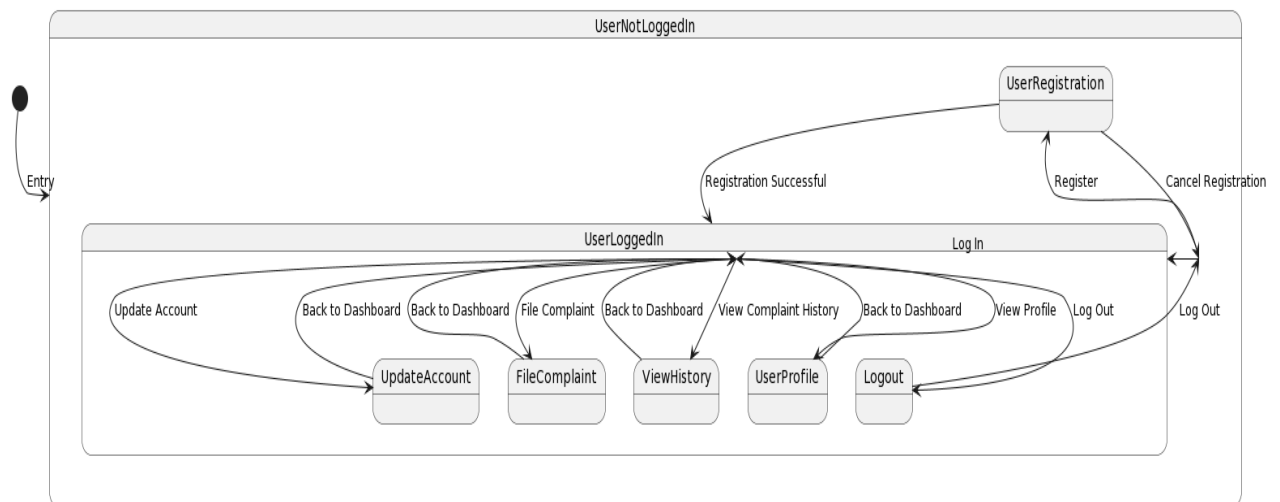 UserNotLoggedIn
UserRegistration
Entry
Registration Successful
Register
Cancel Registration
UserLoggedIn
Log In
Update Account
Back to Dashboard
Back to Dashboard
File Complaint
Back to Dashboard
View Complaint History
Back to Dashboard
View Profile
Log Out
Log Out
UpdateAccount
FileComplaint
ViewHistory
UserProfile
Logout